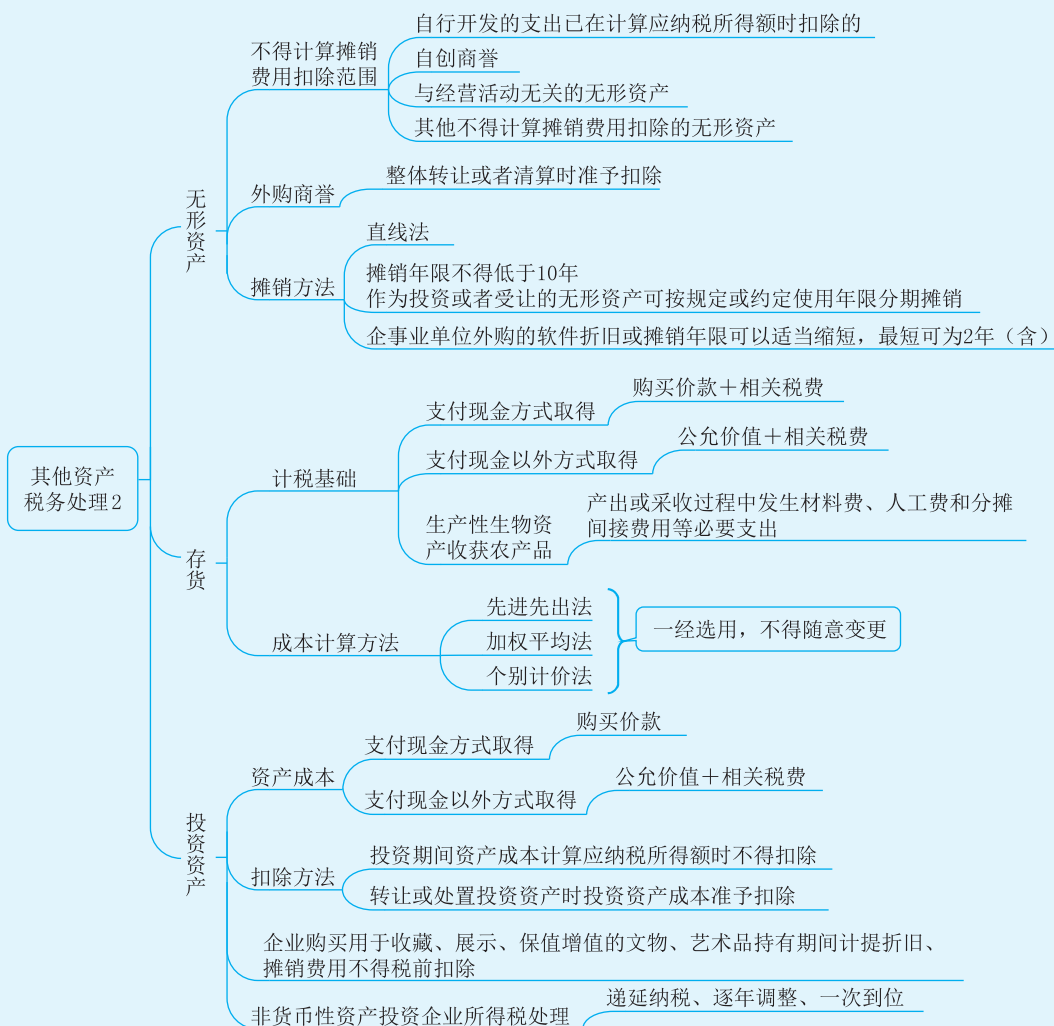 其他资产
税务处理2
无形资产
不得计算摊销
费用扣除范围
自行开发的支出已在计算应纳税所得额时扣除的
自创商誉
与经营活动无关的无形资产
其他不得计算摊销费用扣除的无形资产
外购商誉
整体转让或者清算时准予扣除
摊销方法
直线法
摊销年限不得低于10年
作为投资或者受让的无形资产可按规定或约定使用年限分期摊销
企事业单位外购的软件折旧或摊销年限可以适当缩短，最短可为2年（含）
存货
计税基础
支付现金方式取得
购买价款＋相关税费
支付现金以外方式取得
公允价值＋相关税费
生产性生物资
产收获农产品
产出或采收过程中发生材料费、人工费和分摊
间接费用等必要支出
成本计算方法
先进先出法
加权平均法
个别计价法
一经选用，不得随意变更
投资资产
资产成本
支付现金方式取得
购买价款
支付现金以外方式取得
公允价值＋相关税费
扣除方法
投资期间资产成本计算应纳税所得额时不得扣除
转让或处置投资资产时投资资产成本准予扣除
企业购买用于收藏、展示、保值增值的文物、艺术品持有期间计提折旧、
摊销费用不得税前扣除
非货币性资产投资企业所得税处理
递延纳税、逐年调整、一次到位